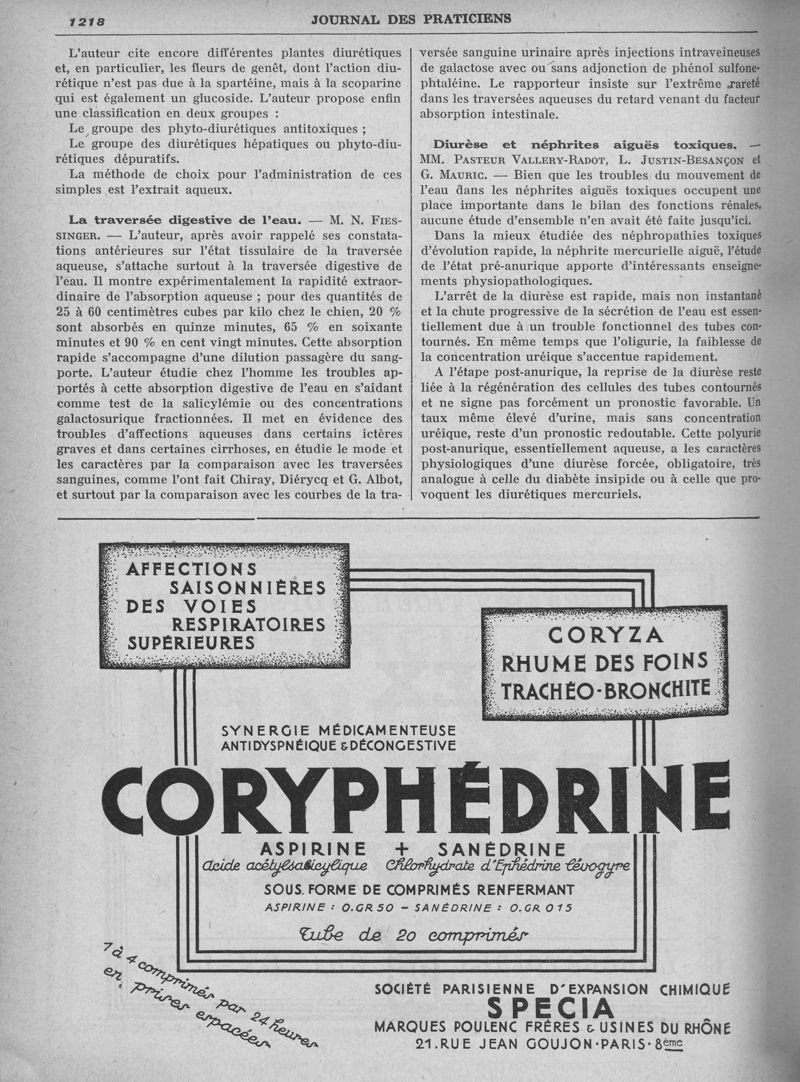 1218
JOURNAL DES PRATICIENS
L'auteur cite encore différentes plantes diurétiques
et, en particulier, les fleurs de genêt, dont l'action diu-
rétique n'est pas due à la spartéine, mais à la scoparine
qui est également un glucoside. L'auteur propose enfin
une classification en deux groupes :
Le groupe des phyto-diurétiques antitoxiques ;
Le groupe des diurétiques hépatiques ou phyto-diu-
rétiques dépuratifs.
La méthode de choix pour l'administration de ces
simples est l'extrait aqueux.
La traversée digestive de l'eau. — M. N. FIES-
SINGER. — L'auteur, après avoir rappelé ses constata-
tions antérieures sur l'état tissulaire de la traversée
aqueuse, s'attache surtout à la traversée digestive de
l'eau. Il montre expérimentalement la rapidité extraor-
dinaire de l'absorption aqueuse ; pour des quantités de
25 à 60 centimètres cubes par kilo chez le chien, 20 %
sont absorbés en quinze minutes, 65 % en soixante
minutes et 90 % en cent vingt minutes. Cette absorption
rapide s'accompagne d'une dilution passagère du sang-
porte. L'auteur étudie chez l'homme les troubles ap-
portés à cette absorption digestive de l'eau en s'aidant
comme test de la salicylémie ou des concentrations
galactosurique fractionnées. Il met en évidence des
troubles d'affections aqueuses dans certains ictères
graves et dans certaines cirrhoses, en étudie le mode et
les caractères par la comparaison avec les traversées
sanguines, comme l'ont fait Chiray, Diérycq et G. Albot,
et surtout par la comparaison avec les courbes de la tra-
versée sanguine urinaire après injections intraveineuses
de galactose avec ou sans adjonction de phénol sulfone-
phtaléine. Le rapporteur insiste sur l'extrême rareté
dans les traversées aqueuses du retard venant du facteur
absorption intestinale.
Diurèse et néphrites aiguës toxiques. —
MM. PASTEUR VALLERY-RADOT, L. JUSTIN-BESANÇON et
G. MAURIC. — Bien que les troubles du mouvement de
l'eau dans les néphrites aiguës toxiques occupent une
place importante dans le bilan des fonctions rénales,
aucune étude d'ensemble n'en avait été faite jusqu'ici.
Dans la mieux étudiée des néphropathies toxiques
d'évolution rapide, la néphrite mercurielle aiguë, l'étude
de l'état pré-anurique apporte d'intéressants enseigne-
ments physiopathologiques.
L'arrêt de la diurèse est rapide, mais non instantané
et la chute progressive de la sécrétion de l'eau est essen-
tiellement due à un trouble fonctionnel des tubes con-
tournés. En même temps que l'oligurie, la faiblesse de
la concentration uréique s'accentue rapidement.
A l'étape post-anurique, la reprise de la diurèse reste
liée à la régénération des cellules des tubes contournés
et ne signe pas forcément un pronostic favorable. Un
taux même élevé d'urine, mais sans concentration
uréique, reste d'un pronostic redoutable. Cette polyurie
post-anurique, essentiellement aqueuse, a les caractères
physiologiques d'une diurèse forcée, obligatoire, très
analogue à celle du diabète insipide ou à celle que pro-
voquent les diurétiques mercuriels.
AFFECTIONS
SAISONNIÈRES
DES VOIES
RESPIRATOIRES
SUPÉRIEURES
CORYZA
RHUME DES FOINS
TRACHÉO-BRONCHITE
SYNERGIE MÉDICAMENTEUSE
ANTIDYSPNÉIQUE & DÉCONGESTIVE
CORYPHÉDRINE
ASPIRINE + SANÉDRINE
Acide acétylsalicylique Chlorhydrate d'Ephédrine lévogyre
SOUS. FORME DE COMPRIMÉS RENFERMANT
ASPIRINE : 0.GR 50 — SANÉDRINE : 0.GR. 015
Tube de 20 comprimés
1 à 4 comprimés par 24 heures
en prises espacées
SOCIÉTÉ PARISIENNE D'EXPANSION CHIMIQUE
SPECIA
MARQUES POULENC FRÈRES & USINES DU RHÔNE
21. RUE JEAN GOUJON·PARIS·8ème